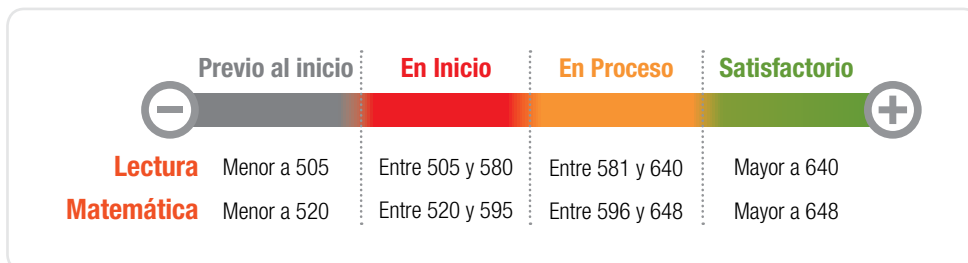 Previo al inicio En Inicio En Proceso Satisfactorio
Lectura Menor a 505 Entre 505 y 580 Entre 581 y 640 Mayor a 640
Matemática Menor a 520 Entre 520 y 595 Entre 596 y 648 Mayor a 648